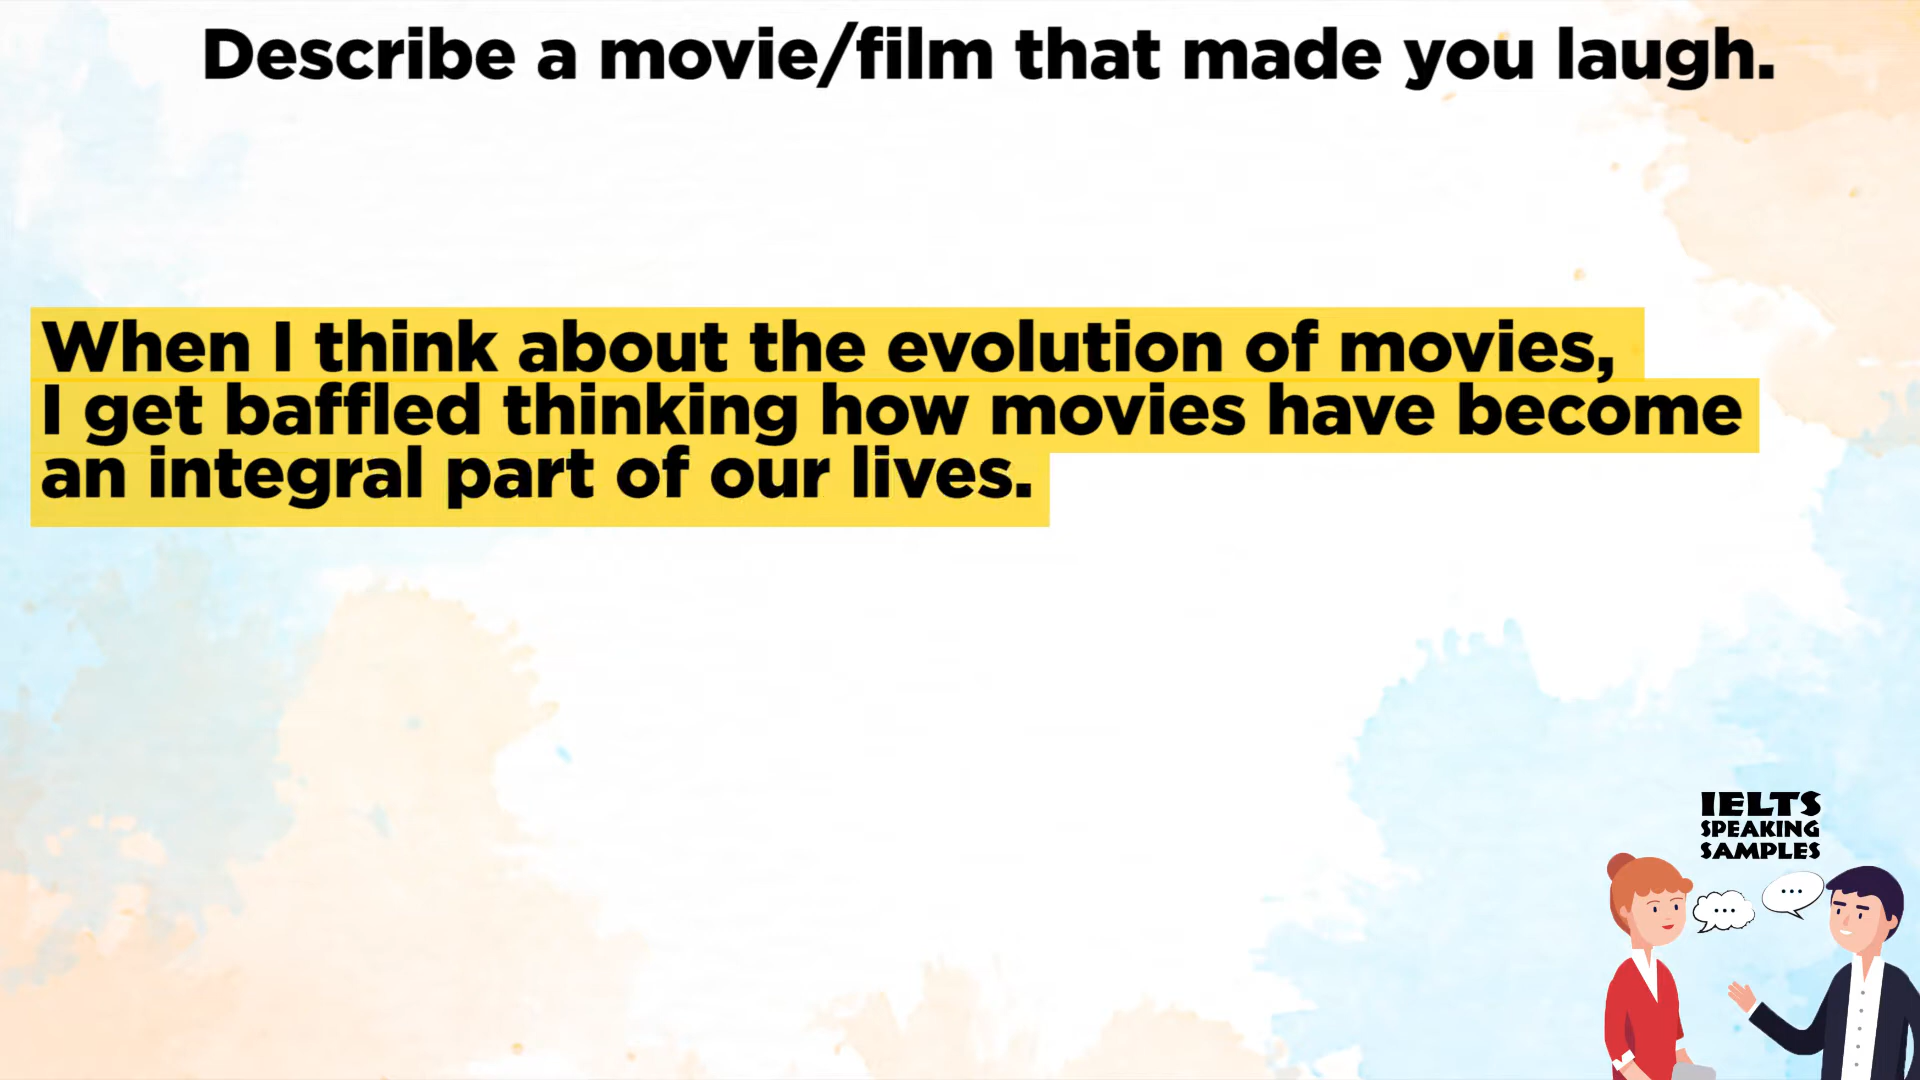 Describe a movie/film that made you laugh.
When I think about the evolution of movies,
I get baffled thinking how movies have become
an integral part of our lives.
IELTS
SPEAKING
SAMPLES